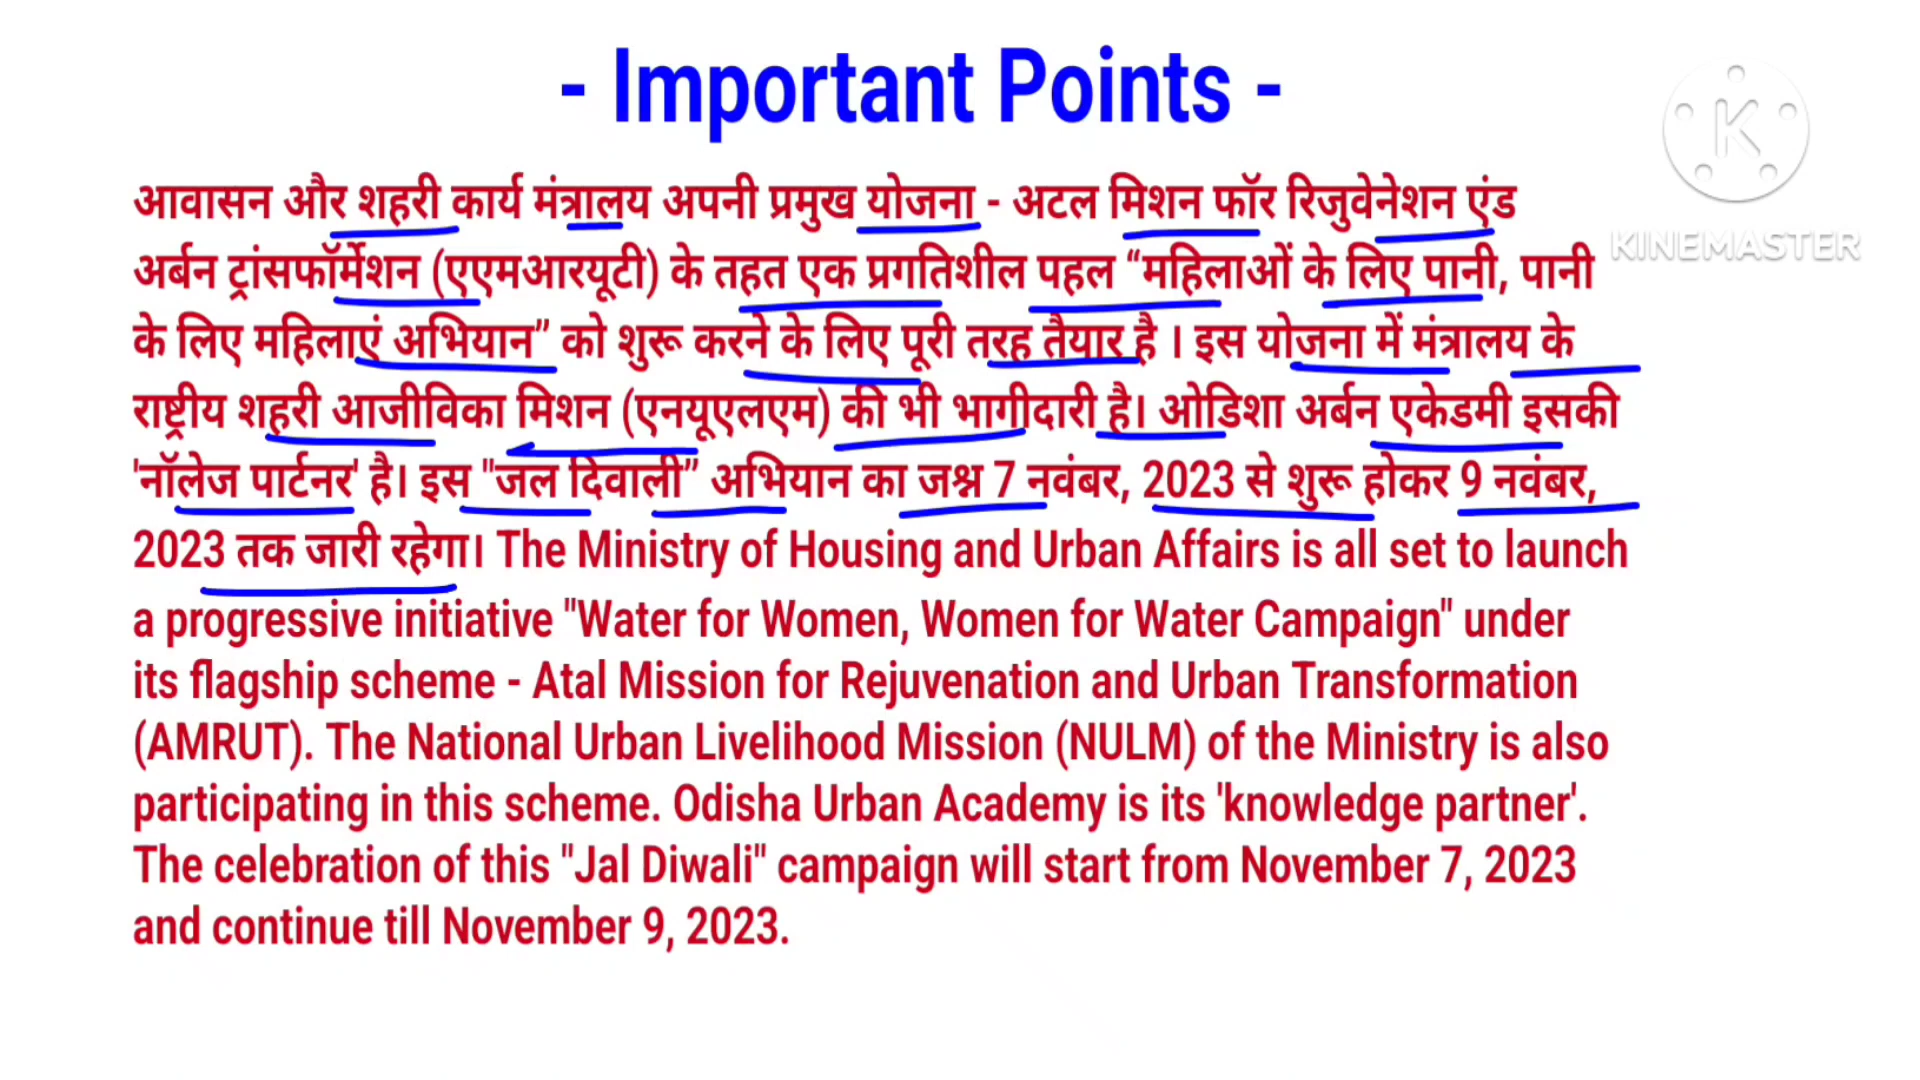 - Important Points -
आवासन और शहरी कार्य मंत्रालय अपनी प्रमुख योजना - अटल मिशन फॉर रिजुवेनेशन एंड
अर्बन ट्रांसफॉर्मेशन (एएमआरयूटी) के तहत एक प्रगतिशील पहल “महिलाओं के लिए पानी, पानी
के लिए महिलाएं अभियान” को शुरू करने के लिए पूरी तरह तैयार है । इस योजना में मंत्रालय के
राष्ट्रीय शहरी आजीविका मिशन (एनयूएलएम) की भी भागीदारी है। ओडिशा अर्बन एकेडमी इसकी
'नॉलेज पार्टनर' है। इस "जल दिवाली” अभियान का जश्न 7 नवंबर, 2023 से शुरू होकर 9 नवंबर,
2023 तक जारी रहेगा। The Ministry of Housing and Urban Affairs is all set to launch
a progressive initiative "Water for Women, Women for Water Campaign" under
its flagship scheme - Atal Mission for Rejuvenation and Urban Transformation
(AMRUT). The National Urban Livelihood Mission (NULM) of the Ministry is also
participating in this scheme. Odisha Urban Academy is its 'knowledge partner'.
The celebration of this "Jal Diwali" campaign will start from November 7, 2023
and continue till November 9, 2023.
K
KINEMASTER